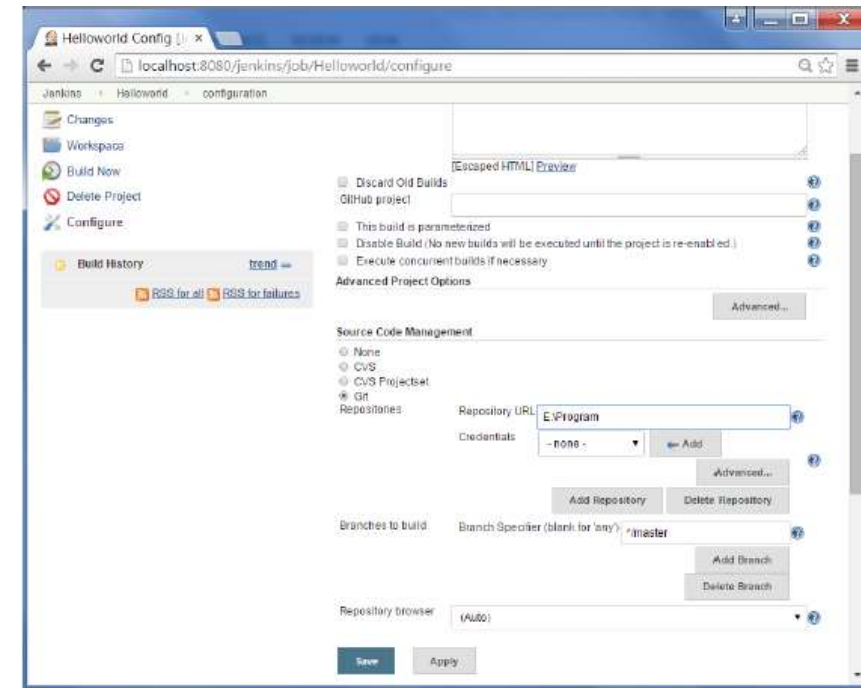 Helloworld Config [J
localhost:8080/jenkins/job/Helloworld/configure
Jenkins Helloworld configuration
Changes
Workspace
Build Now
Delete Project
Configure
Build History trend
RSS for all RSS for failures
[Escaped HTML] Preview
Discard Old Builds
GitHub project
This build is parameterized
Disable Build (No new builds will be executed until the project is re-enabled.)
Execute concurrent builds if necessary
Advanced Project Options
Advanced...
Source Code Management
None
CVS
CVS Projectset
Git
Repositories Repository URL E:\Program
Credentials - none - Add
Advanced...
Add Repository Delete Repository
Branches to build Branch Specifier (blank for 'any') */master
Add Branch
Delete Branch
Repository browser (Auto)
Save Apply